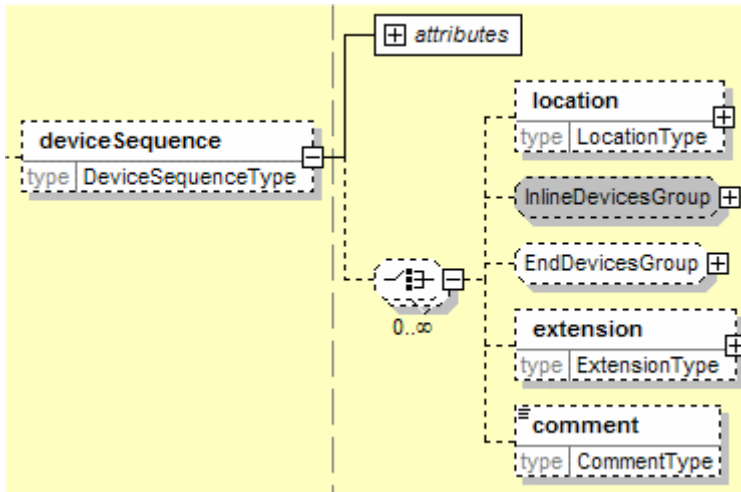 attributes
location
type LocationType
deviceSequence
type DeviceSequenceType
InlineDevicesGroup
EndDevicesGroup
0..∞
extension
type ExtensionType
comment
type CommentType